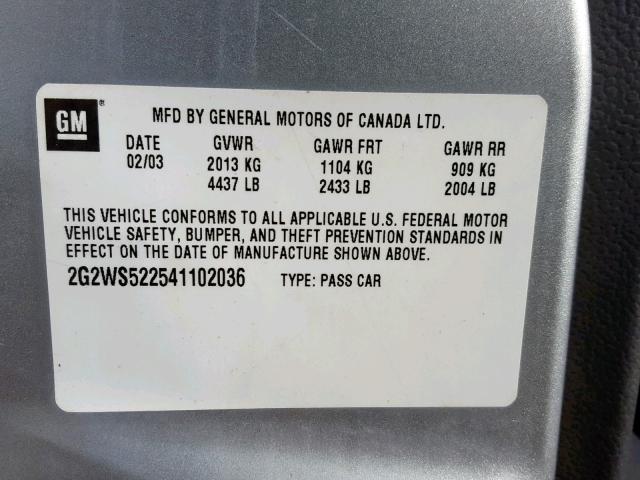 GM ® MFD BY GENERAL MOTORS OF CANADA LTD.
DATE GVWR GAWR FRT GAWR RR
02/03 2013 KG 1104 KG 909 KG
4437 LB 2433 LB 2004 LB
THIS VEHICLE CONFORMS TO ALL APPLICABLE U.S. FEDERAL MOTOR
VEHICLE SAFETY, BUMPER, AND THEFT PREVENTION STANDARDS IN
EFFECT ON THE DATE OF MANUFACTURE SHOWN ABOVE.
2G2WS522541102036 TYPE: PASS CAR